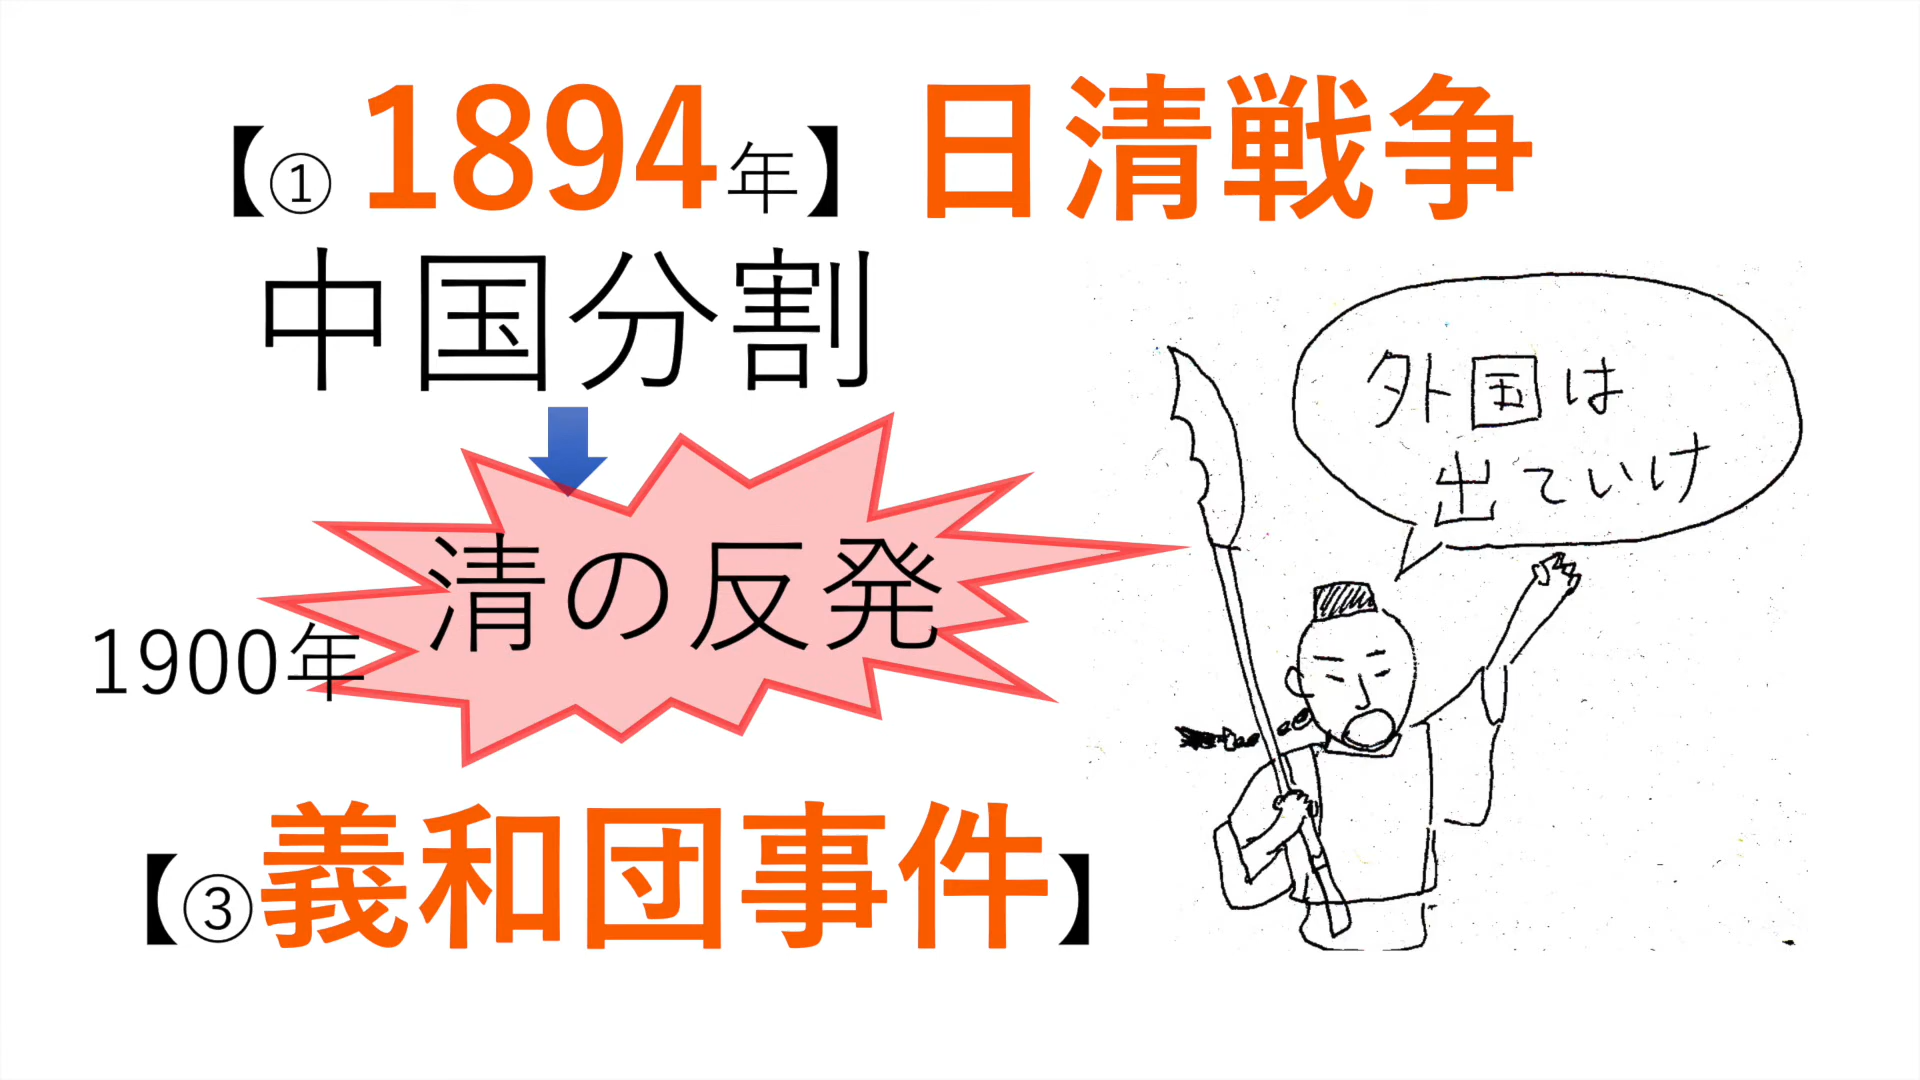 【① 1894年】 日清戦争
中国分割
清の反発
1900年
【③義和団事件】
外国は
出ていけ